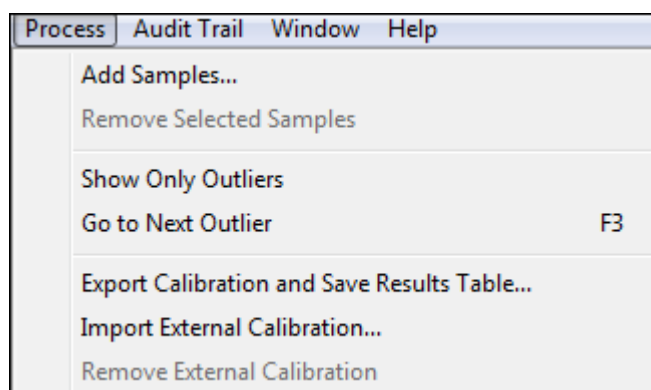 Process Audit Trail Window Help
Add Samples...
Remove Selected Samples
Show Only Outliers
Go to Next Outlier F3
Export Calibration and Save Results Table...
Import External Calibration...
Remove External Calibration